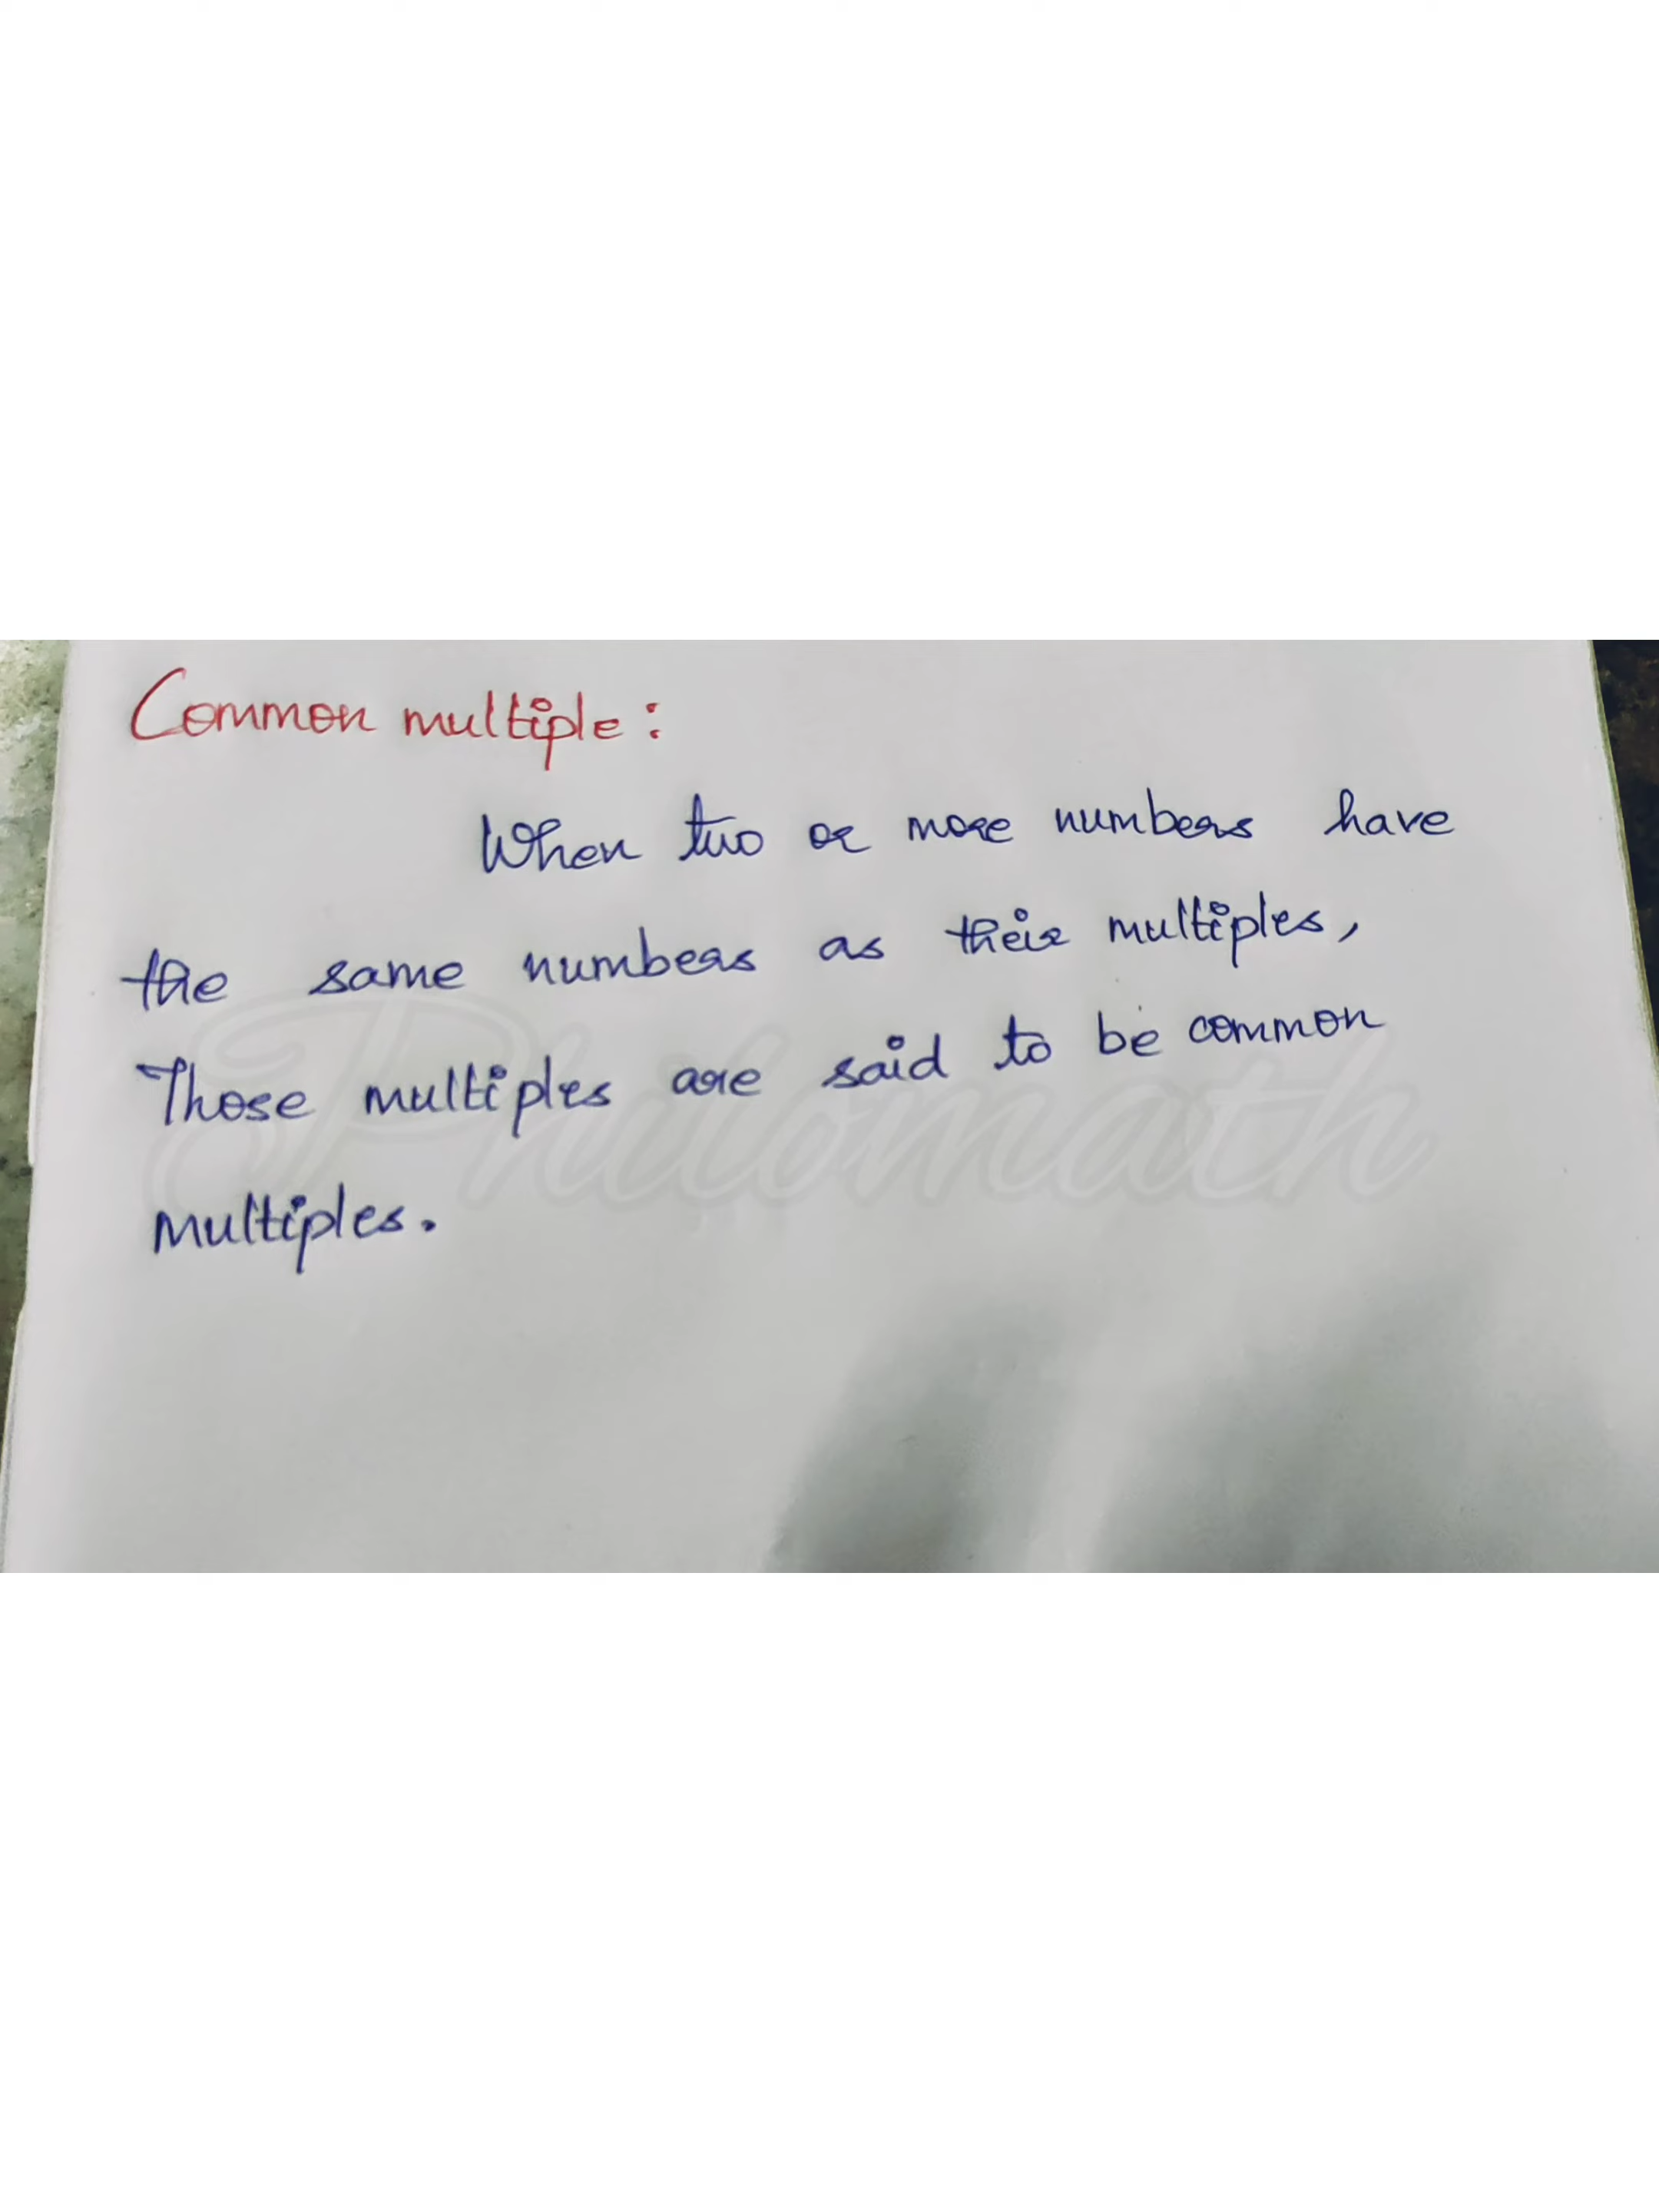 Common multiple:
When two or more numbers have
the same numbers as their multiples,
Those multiples are said to be common
multiples.
Philomath